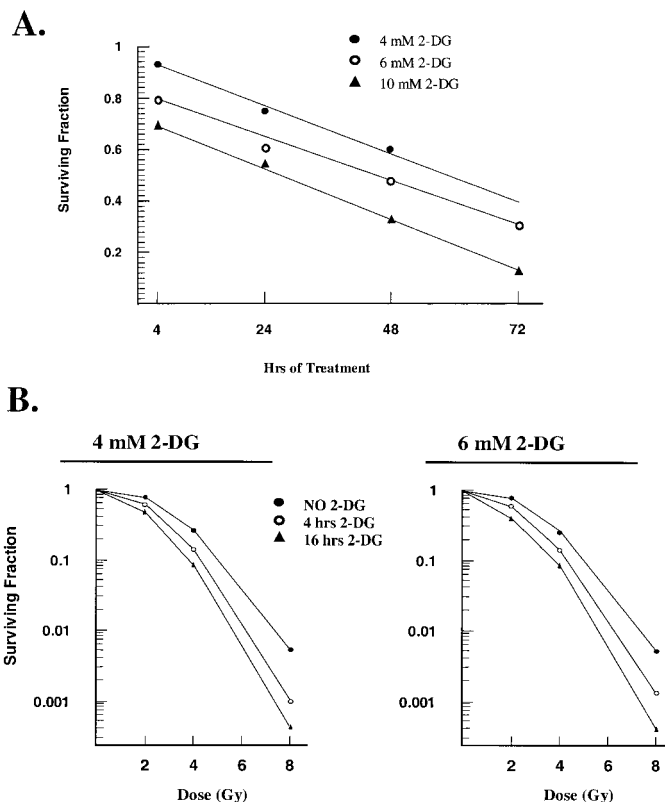 A.
4 mM 2-DG
6 mM 2-DG
10 mM 2-DG
Surviving Fraction
1
0.8
0.6
0.4
0.2
4 24 48 72
Hrs of Treatment
B.
4 mM 2-DG
6 mM 2-DG
NO 2-DG
4 hrs 2-DG
16 hrs 2-DG
Surviving Fraction
1
0.1
0.01
0.001
2 4 6 8
Dose (Gy)
1
0.1
0.01
0.001
2 4 6 8
Dose (Gy)